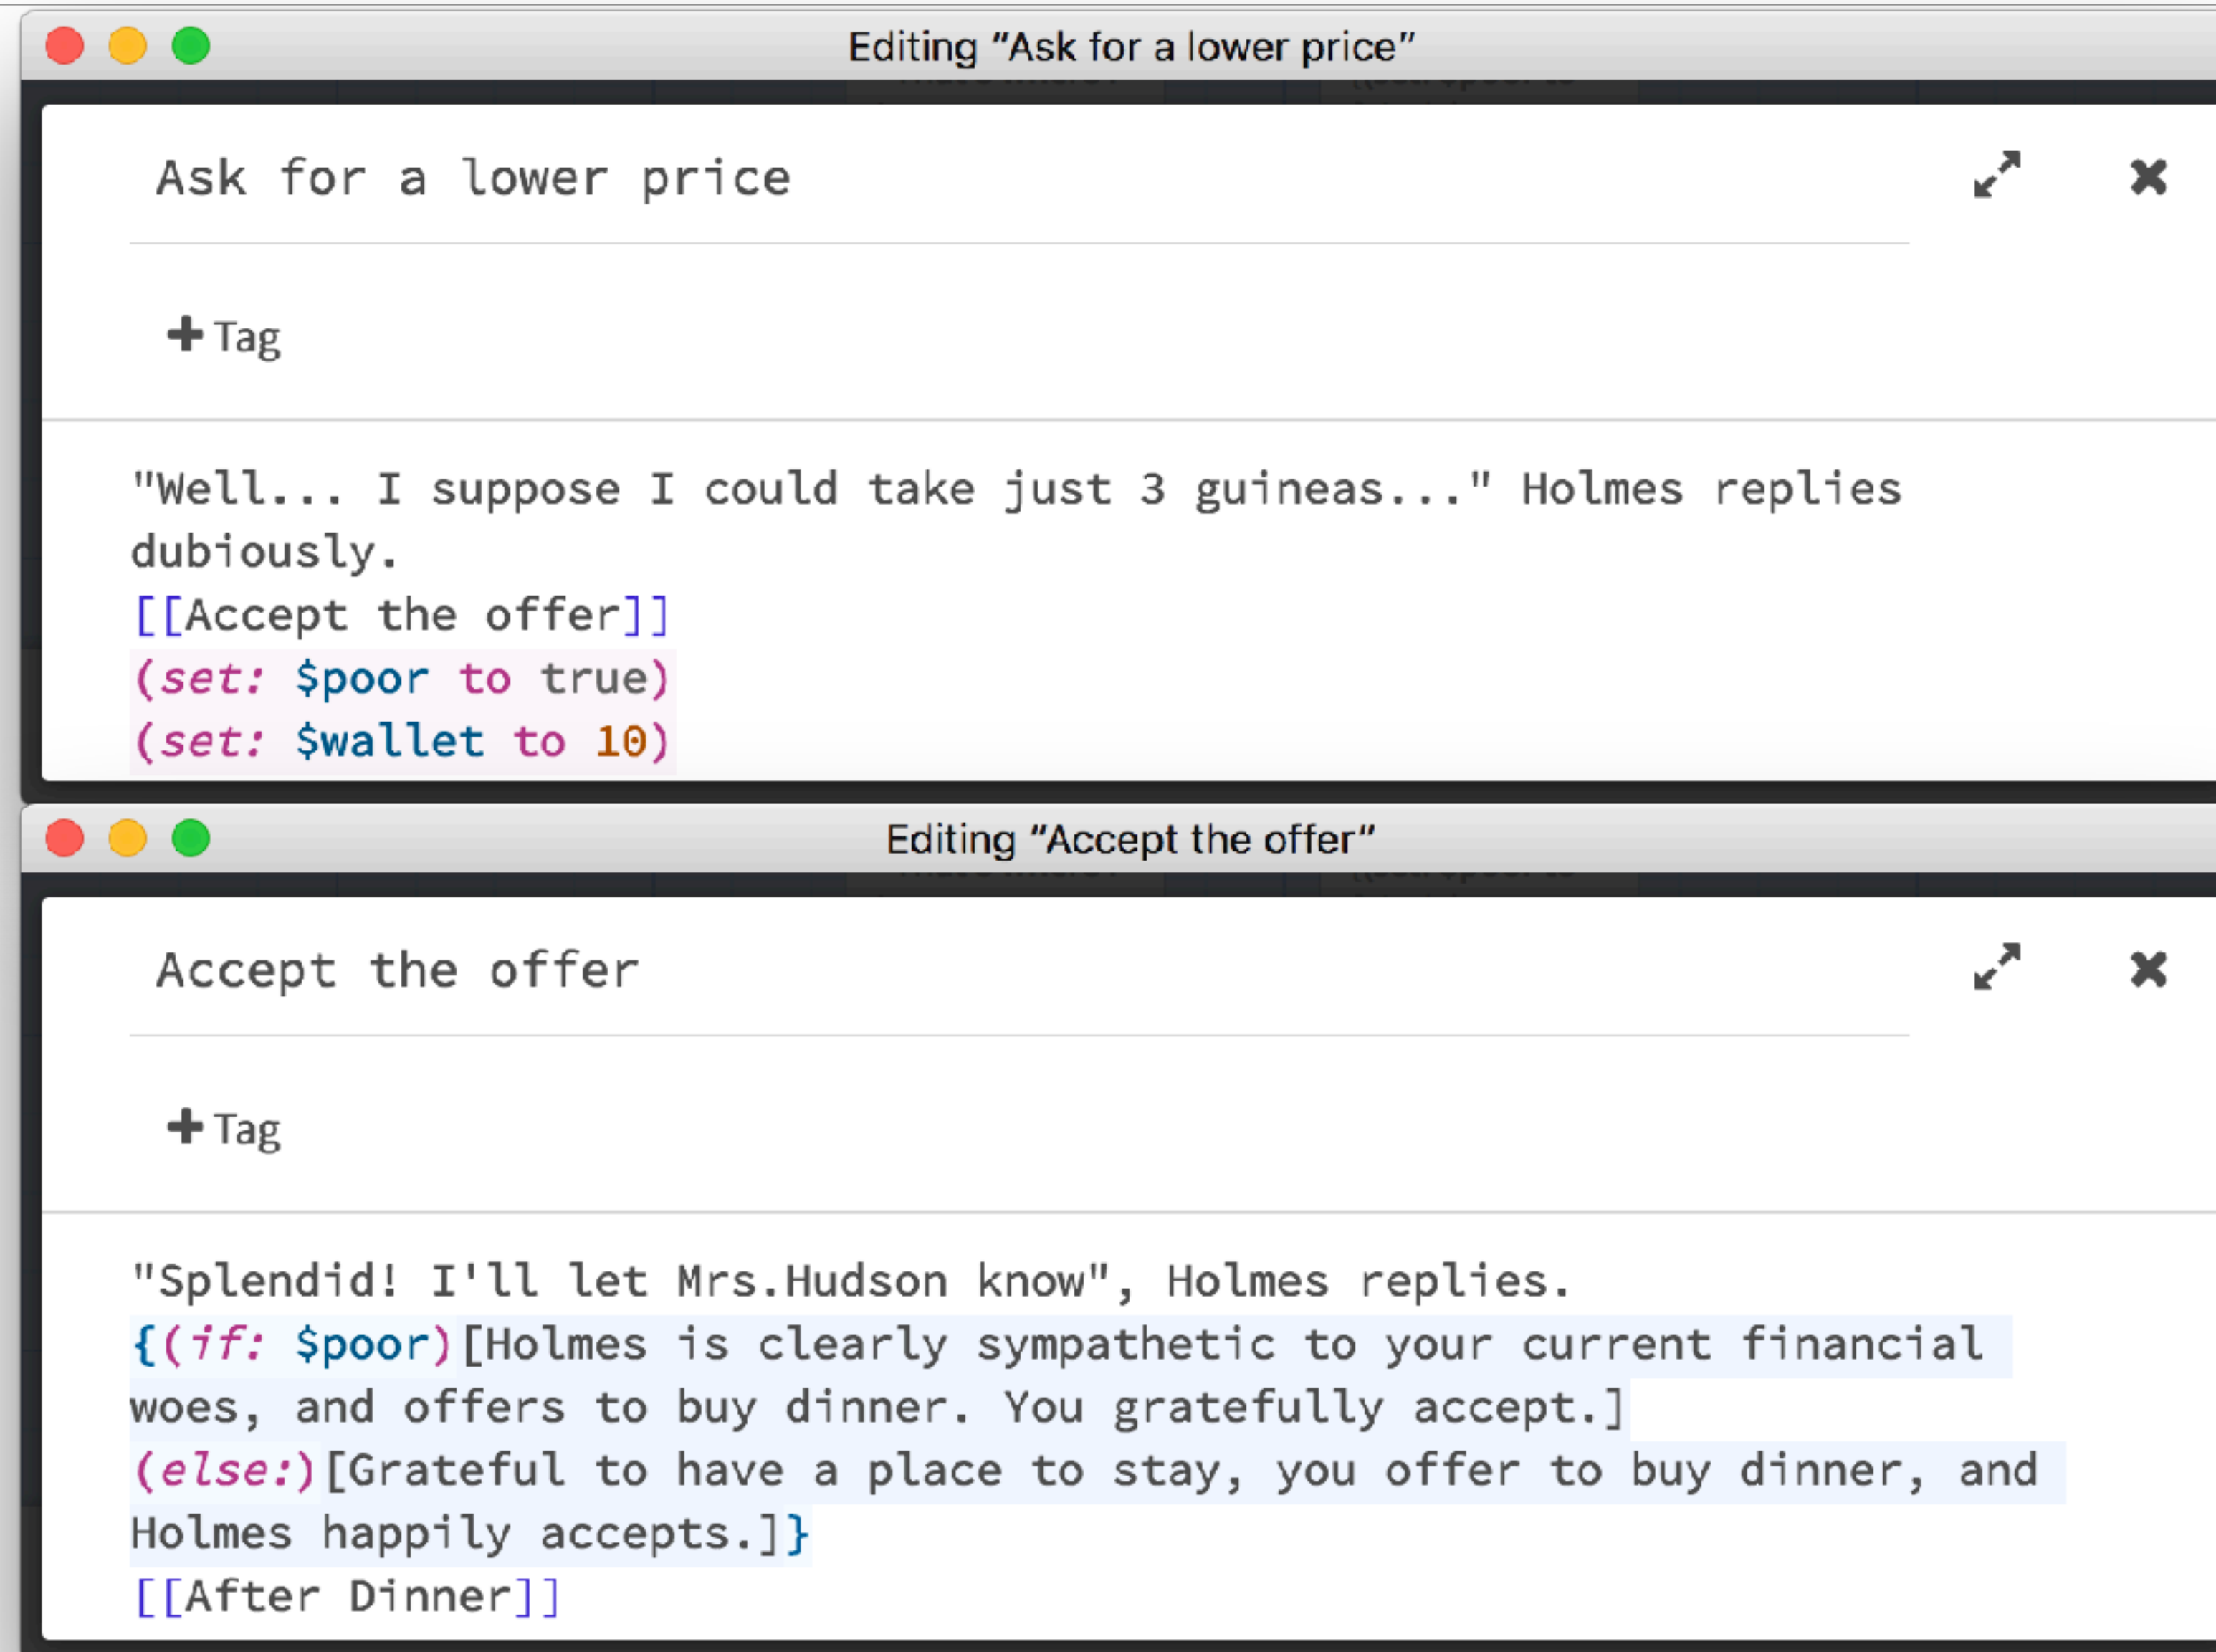 Editing “Ask for a lower price”
Ask for a lower price
+ Tag
"Well... I suppose I could take just 3 guineas..." Holmes replies
dubiously.
[[Accept the offer]]
(set: $poor to true)
(set: $wallet to 10)
Editing “Accept the offer”
Accept the offer
+ Tag
"Splendid! I'll let Mrs.Hudson know", Holmes replies.
{(if: $poor)[Holmes is clearly sympathetic to your current financial
woes, and offers to buy dinner. You gratefully accept.]
(else:)[Grateful to have a place to stay, you offer to buy dinner, and
Holmes happily accepts.]}
[[After Dinner]]